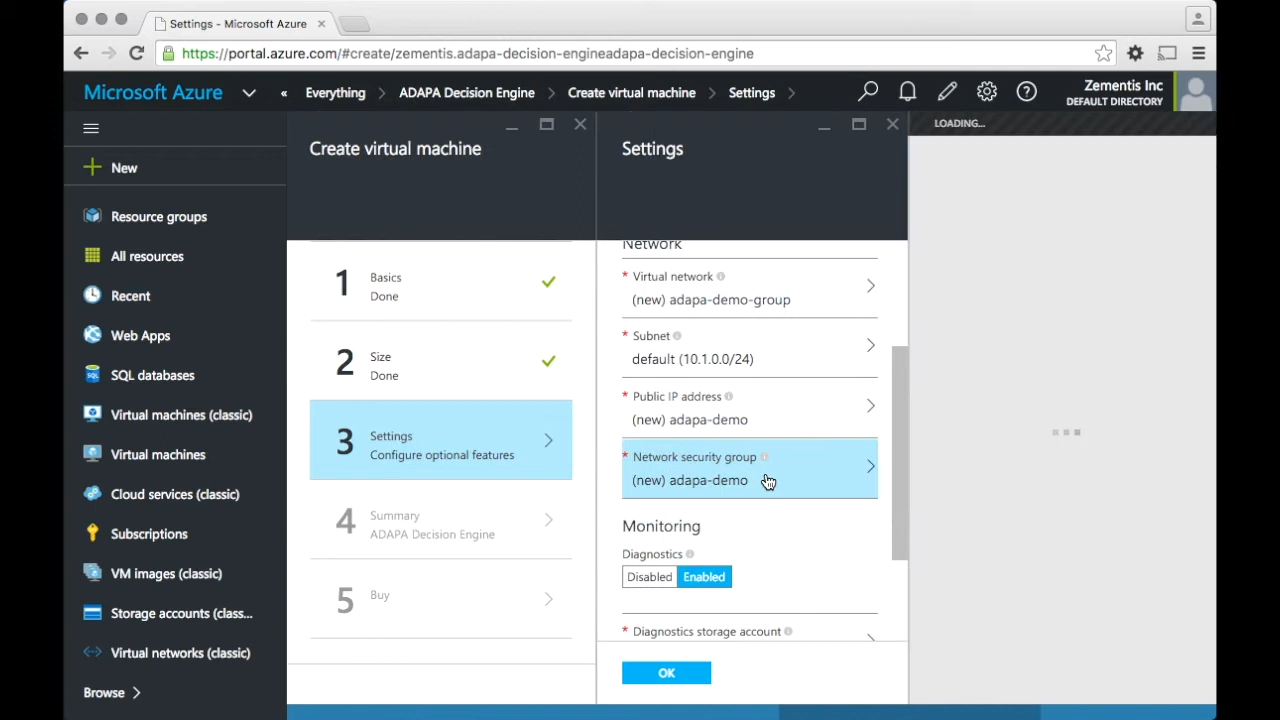 Settings - Microsoft Azure
https://portal.azure.com/#create/zementis.adapa-decision-engineadapa-decision-engine
Microsoft Azure
Everything
ADAPA Decision Engine
Create virtual machine
Settings
Zementis Inc
DEFAULT DIRECTORY
New
Resource groups
All resources
Recent
Web Apps
SQL databases
Virtual machines (classic)
Virtual machines
Cloud services (classic)
Subscriptions
VM images (classic)
Storage accounts (class...
Virtual networks (classic)
Browse
Create virtual machine
1
Basics
Done
2
Size
Done
3
Settings
Configure optional features
4
Summary
ADAPA Decision Engine
5
Buy
Settings
Network
* Virtual network
(new) adapa-demo-group
* Subnet
default (10.1.0.0/24)
* Public IP address
(new) adapa-demo
* Network security group
(new) adapa-demo
Monitoring
Diagnostics
Disabled Enabled
* Diagnostics storage account
OK
LOADING...